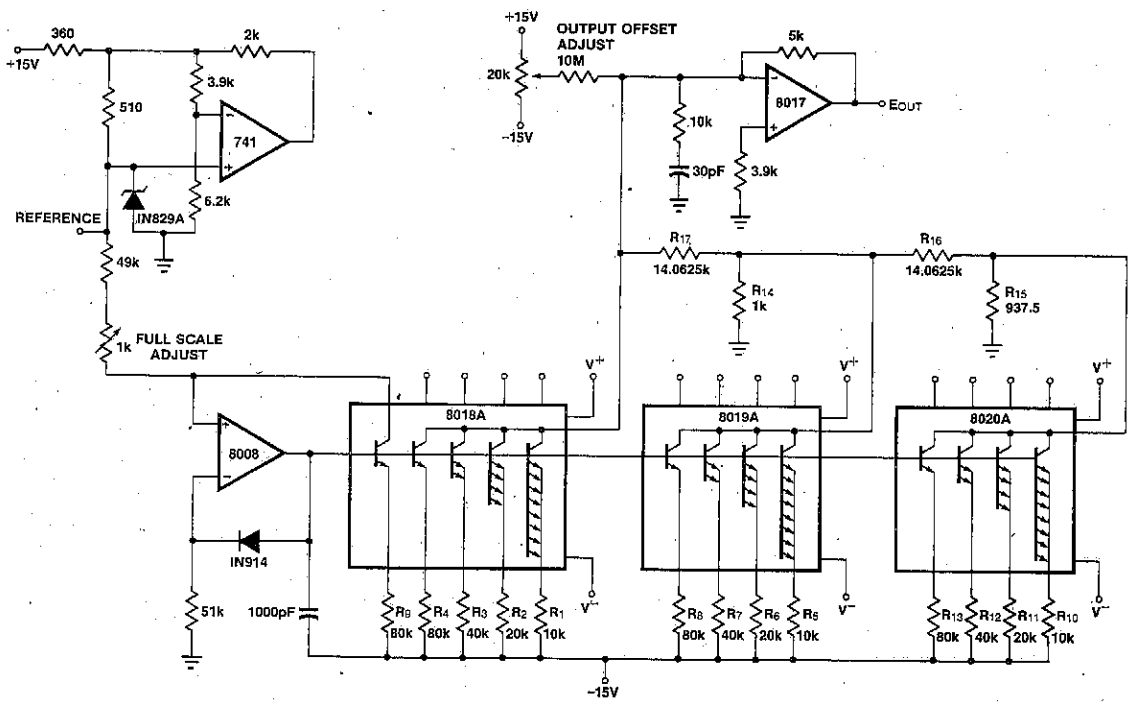 360
+15V
2k
3.9k
510
−
741
+
6.2k
REFERENCE
IN829A
49k
1k
FULL SCALE
ADJUST
+
8008
−
IN914
51k
1000pF
+15V
20k
−15V
OUTPUT OFFSET
ADJUST
10M
5k
−
8017
+
EOUT
10k
30pF
3.9k
R17
14.0625k
R16
14.0625k
R14
1k
R15
937.5
V+
8018A
V−
R9
80k
R4
80k
R3
40k
R2
20k
R1
10k
V+
8019A
V−
R8
80k
R7
40k
R6
20k
R5
10k
V+
8020A
V−
R13
80k
R12
40k
R11
20k
R10
10k
−15V